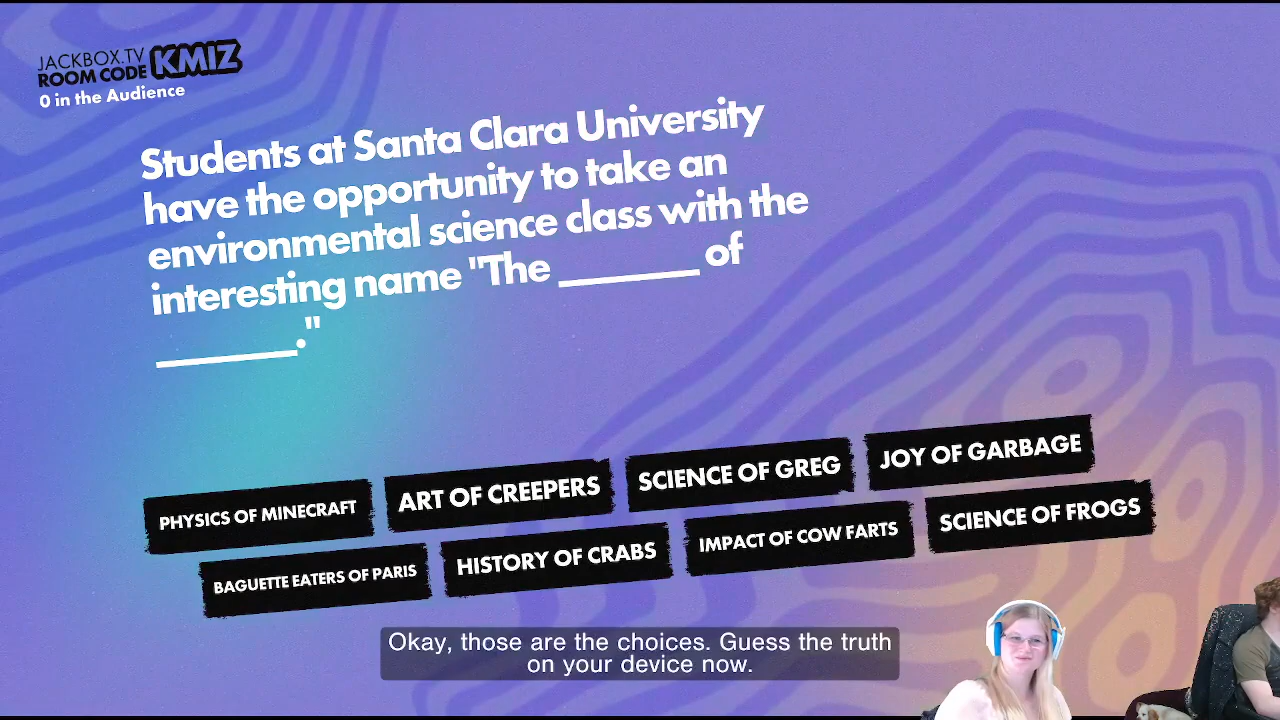 JACKBOX.TV
ROOM CODE KMIZ
0 in the Audience
Students at Santa Clara University
have the opportunity to take an
environmental science class with the
interesting name "The ______ of
______."
PHYSICS OF MINECRAFT
ART OF CREEPERS
SCIENCE OF GREG
JOY OF GARBAGE
BAGUETTE EATERS OF PARIS
HISTORY OF CRABS
IMPACT OF COW FARTS
SCIENCE OF FROGS
Okay, those are the choices. Guess the truth
on your device now.